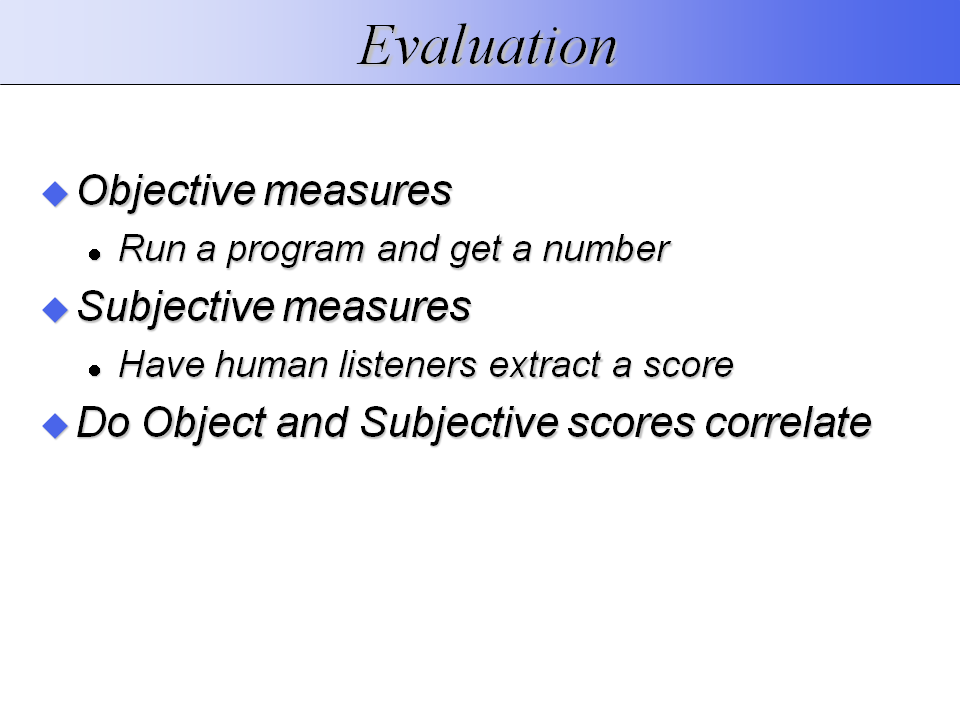 Evaluation
Objective measures
Run a program and get a number
Subjective measures
Have human listeners extract a score
Do Object and Subjective scores correlate